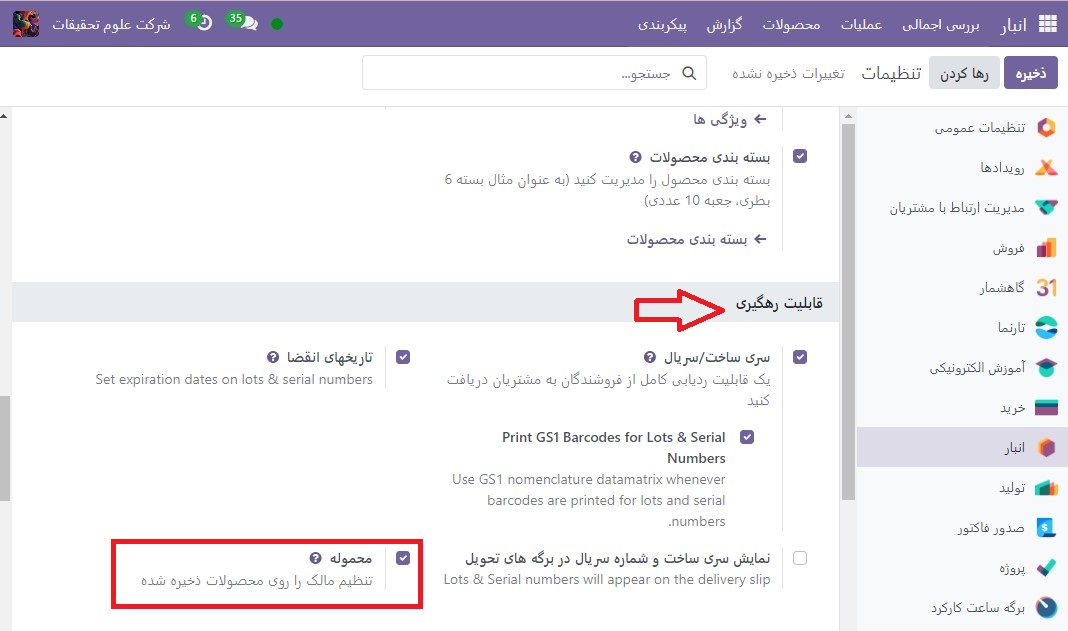 انبار
بررسی اجمالی
عملیات
محصولات
گزارش
پیکربندی
35
6
شرکت علوم تحقیقات
ذخیره
رها کردن
تنظیمات
تغییرات ذخیره نشده
جستجو...
تنظیمات عمومی
رویدادها
مدیریت ارتباط با مشتریان
فروش
31
گاهشمار
تارنما
آموزش الکترونیکی
خرید
انبار
تولید
صدور فاکتور
پروژه
برگه ساعت کارکرد
← ویژگی ها
بسته بندی محصولات ?
بسته بندی محصول را مدیریت کنید (به عنوان مثال بسته 6
بطری، جعبه 10 عددی)
← بسته بندی محصولات
قابلیت رهگیری
سری ساخت/سریال ?
یک قابلیت ردیابی کامل از فروشندگان به مشتریان دریافت
کنید
Print GS1 Barcodes for Lots & Serial
Numbers
Use GS1 nomenclature datamatrix whenever
barcodes are printed for lots and serial
.numbers
تاریخهای انقضا ?
Set expiration dates on lots & serial numbers
نمایش سری ساخت و شماره سریال در برگه های تحویل
Lots & Serial numbers will appear on the delivery slip
محموله ?
تنظیم مالک را روی محصولات ذخیره شده